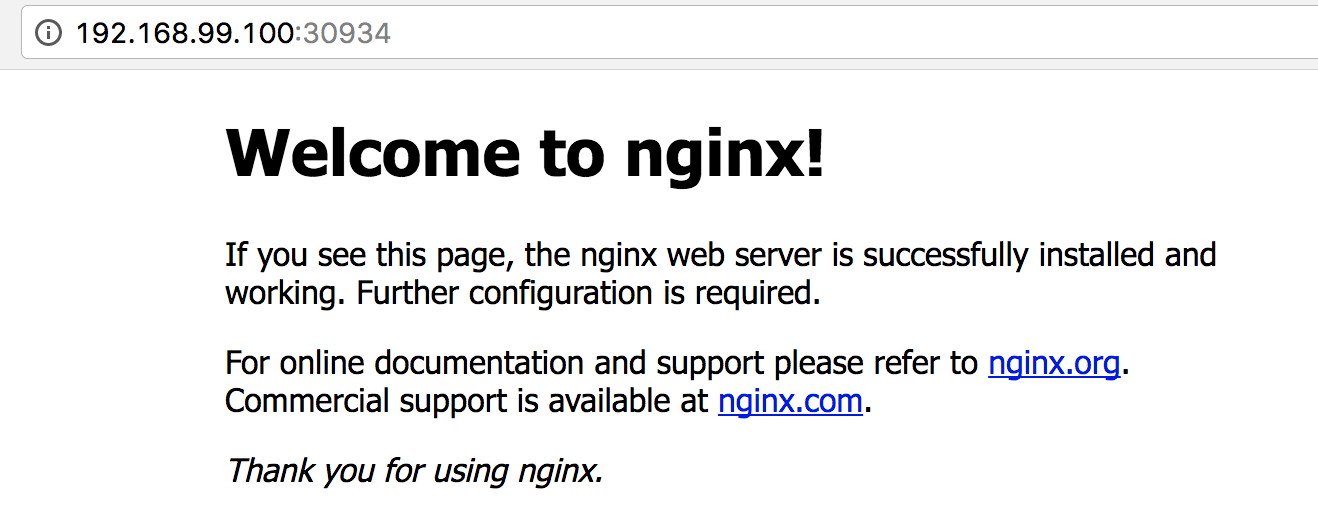 192.168.99.100:30934
Welcome to nginx!
If you see this page, the nginx web server is successfully installed and
working. Further configuration is required.
For online documentation and support please refer to nginx.org.
Commercial support is available at nginx.com.
Thank you for using nginx.